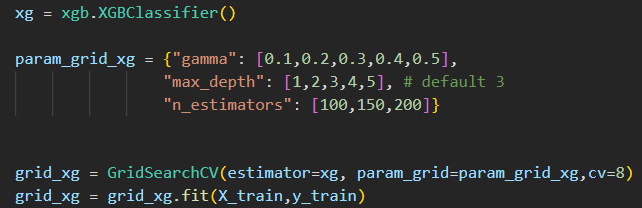 xg = xgb.XGBClassifier()
param_grid_xg = {"gamma": [0.1,0.2,0.3,0.4,0.5],
"max_depth": [1,2,3,4,5], # default 3
"n_estimators": [100,150,200]}
grid_xg = GridSearchCV(estimator=xg, param_grid=param_grid_xg,cv=8)
grid_xg = grid_xg.fit(X_train,y_train)